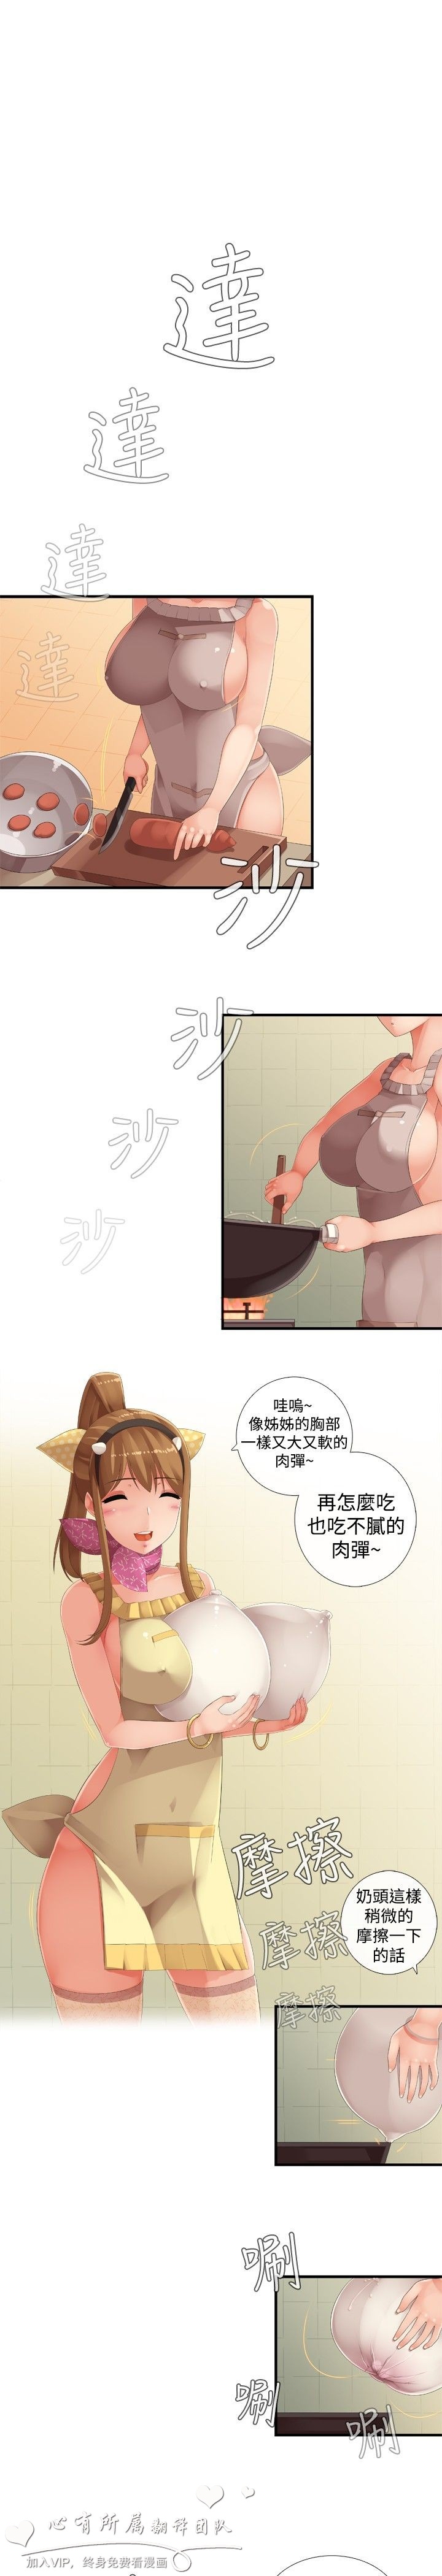 達
達
達
達
沙
沙
沙
沙
哇嗚~
像姊姊的胸部
一樣又大又軟的
肉彈~
再怎麼吃
也吃不膩的
肉彈~
摩擦
摩擦
摩擦
奶頭這樣
稍微的
摩擦一下
的話
唰
唰
唰
心有所属翻译团队
加入VIP，终身免费看漫画